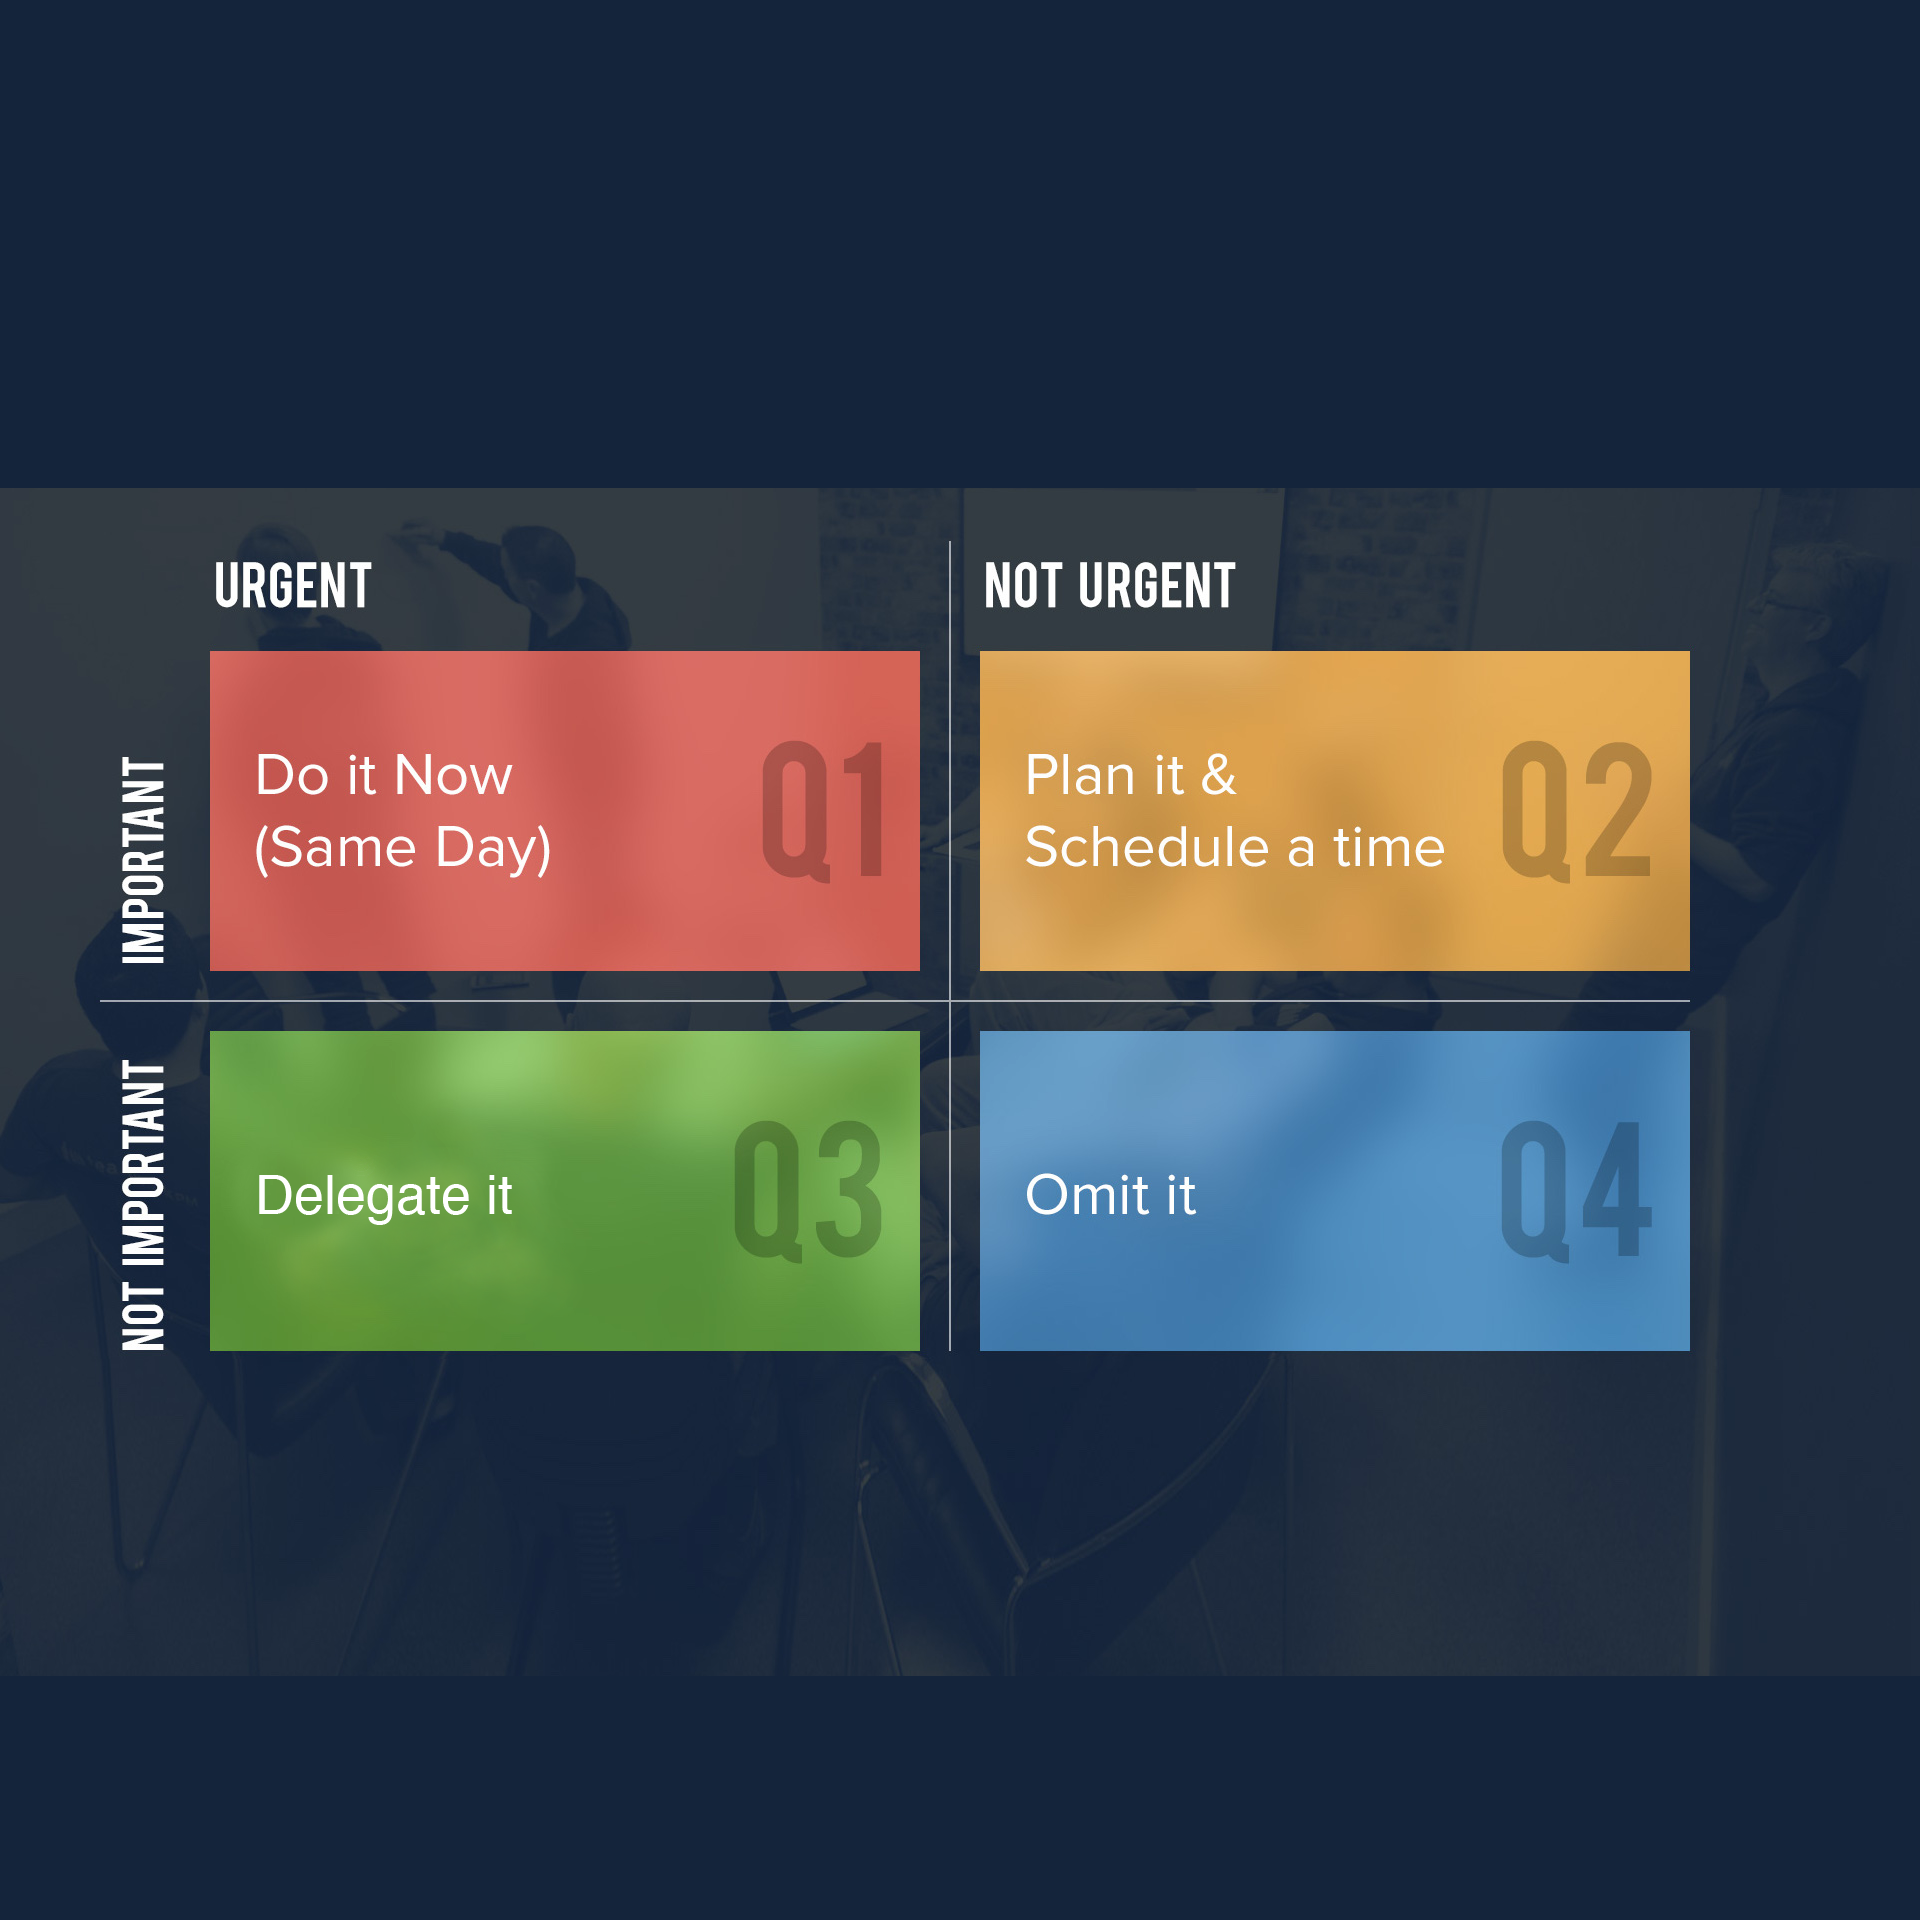 URGENT
NOT URGENT
IMPORTANT
Do it Now
(Same Day)
Q1
Plan it &
Schedule a time
Q2
NOT IMPORTANT
Delegate it
Q3
Omit it
Q4